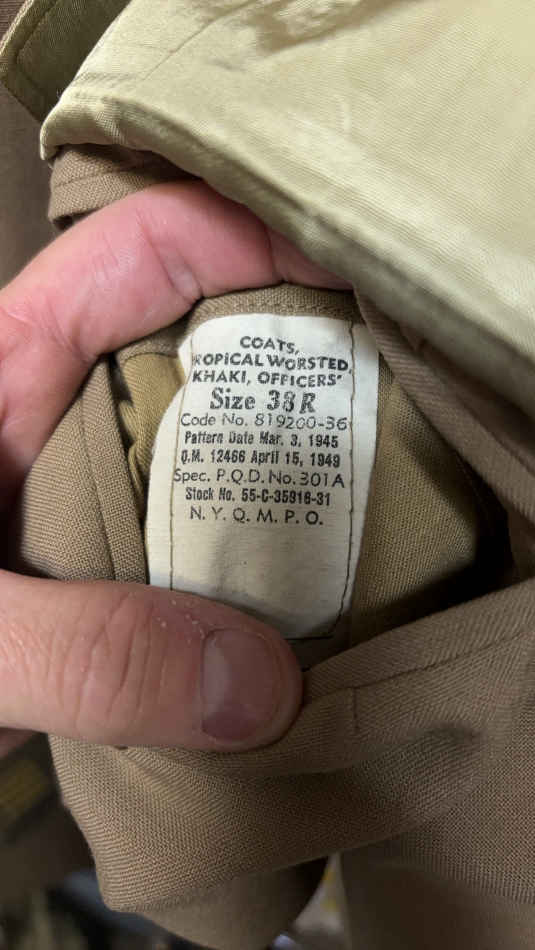 COATS,
ROPICAL WORSTED,
KHAKI, OFFICERS'
Size 38R
Code No. 819200-36
Pattern Date Mar. 3, 1945
Q.M. 12466 April 15, 1949
Spec. P.Q.D. No. 301A
Stock No. 55-C-35916-31
N. Y. Q. M. P. O.